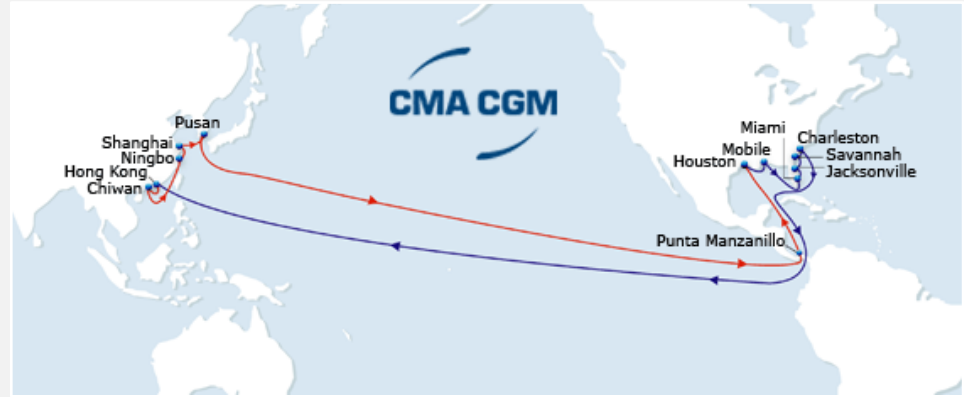 CMA CGM
Pusan
Shanghai
Ningbo
Hong Kong
Chiwan
Miami
Charleston
Mobile
Savannah
Houston
Jacksonville
Punta Manzanillo